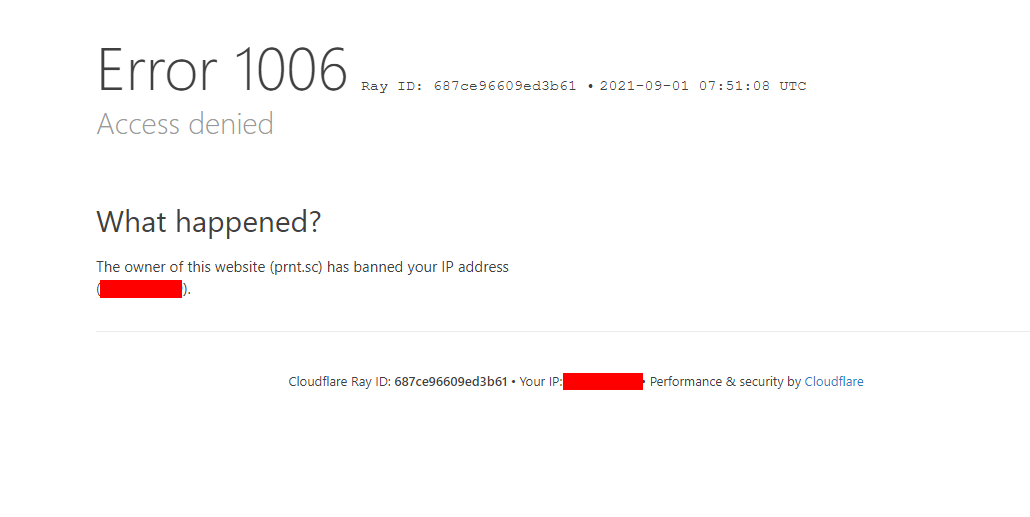 Error 1006 Ray ID: 687ce96609ed3b61 • 2021-09-01 07:51:08 UTC
Access denied
What happened?
The owner of this website (prnt.sc) has banned your IP address
( ).
Cloudflare Ray ID: 687ce96609ed3b61 • Your IP: • Performance & security by Cloudflare